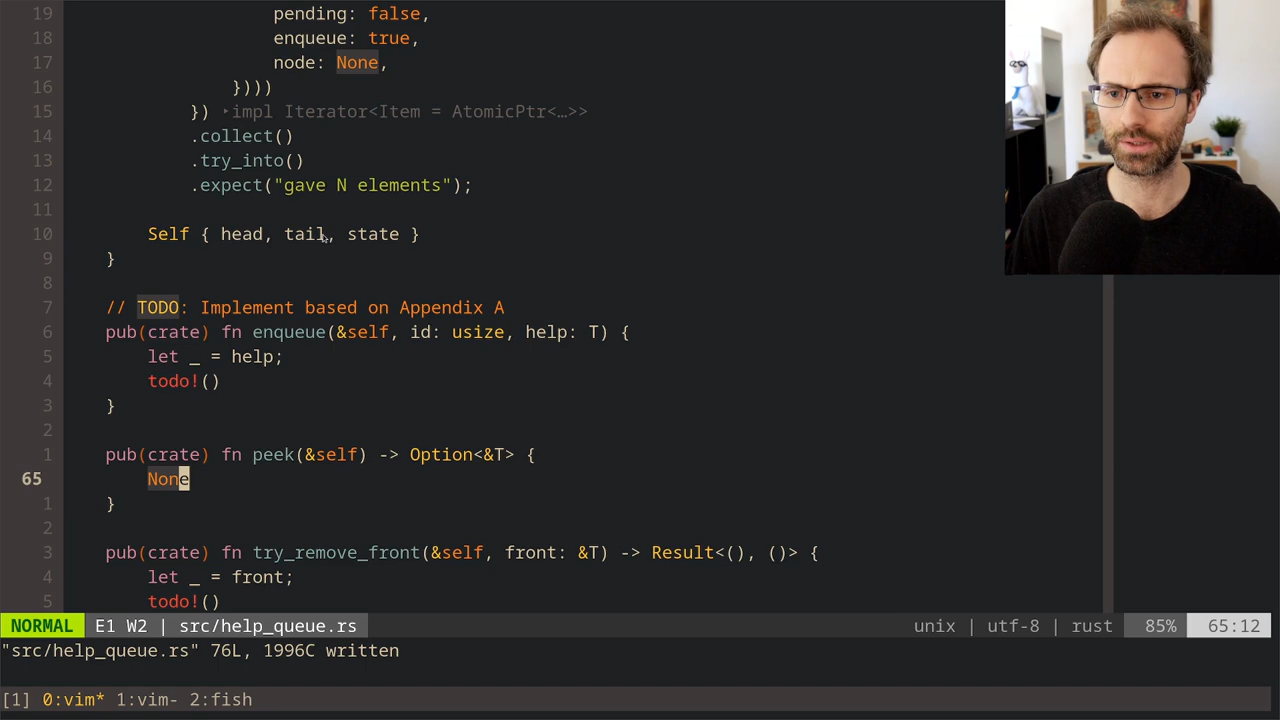 19 pending: false,
18 enqueue: true,
17 node: None,
16 }))))
15 }) ‣impl Iterator<Item = AtomicPtr<…>>
14 .collect()
13 .try_into()
12 .expect("gave N elements");
11
10 Self { head, tail, state }
9 }
8
7 // TODO: Implement based on Appendix A
6 pub(crate) fn enqueue(&self, id: usize, help: T) {
5 let _ = help;
4 todo!()
3 }
2
1 pub(crate) fn peek(&self) -> Option<&T> {
65 None
1 }
2
3 pub(crate) fn try_remove_front(&self, front: &T) -> Result<(), ()> {
4 let _ = front;
5 todo!()
NORMAL E1 W2 | src/help_queue.rs unix | utf-8 | rust 85% 65:12
"src/help_queue.rs" 76L, 1996C written
[1] 0:vim* 1:vim- 2:fish